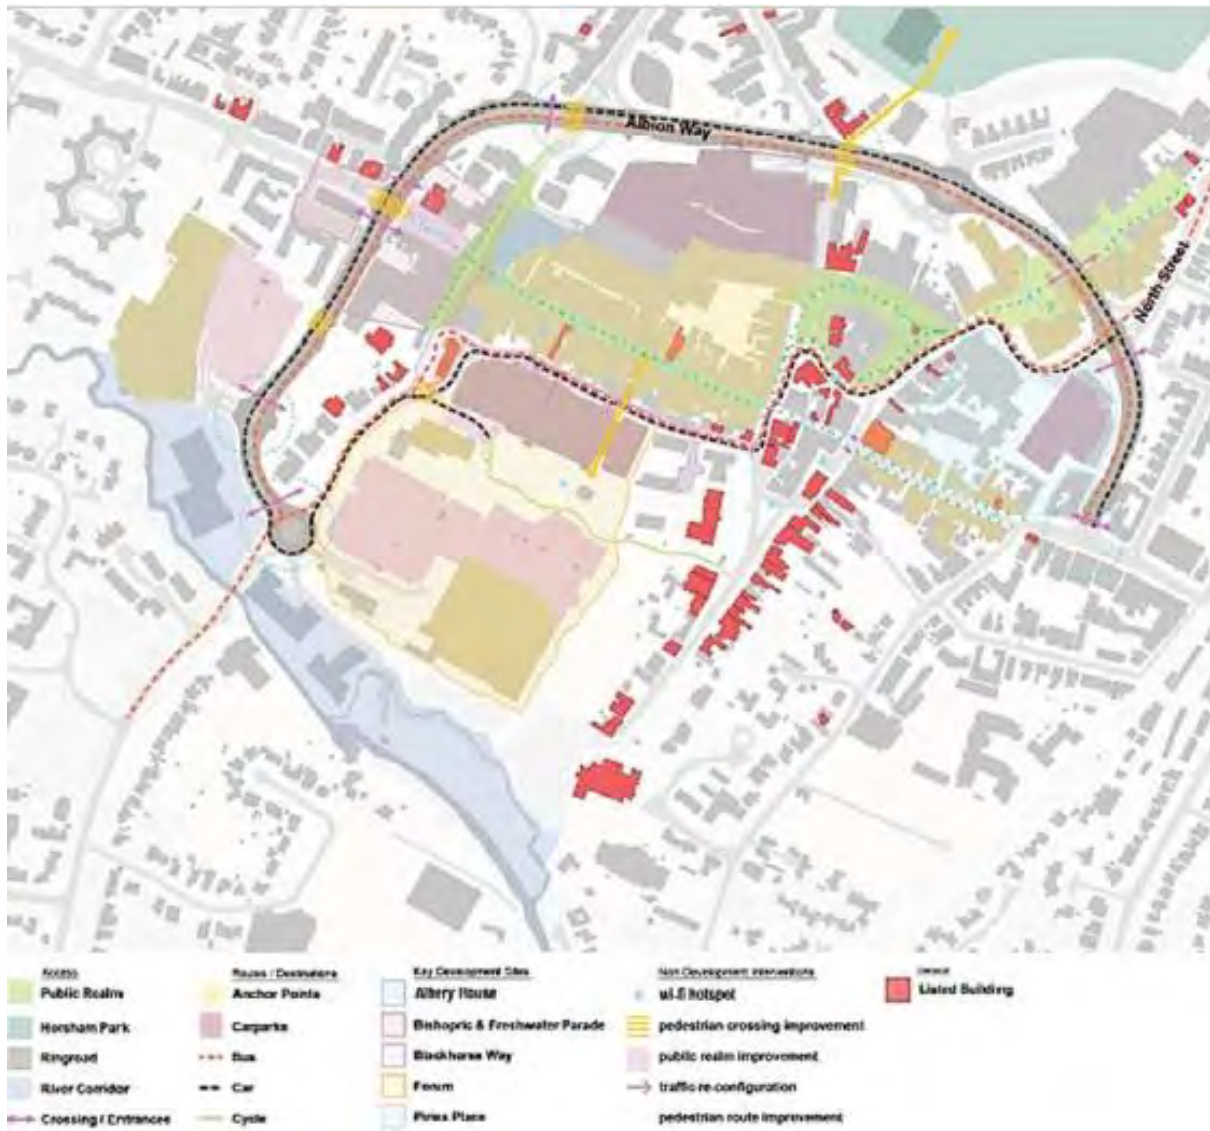 Albion Way
North Street
Access
Public Realm
Horsham Park
Ringroad
River Corridor
Crossing / Entrances
Routes / Destinations
Anchor Points
Carparks
Bus
Car
Cycle
Key Development Sites
Albery House
Bishopric & Freshwater Parade
Blackhorse Way
Forum
Piries Place
Non Development Interventions
wi-fi hotspot
pedestrian crossing improvement
public realm improvement
traffic re-configuration
pedestrian route improvement
Listed Building